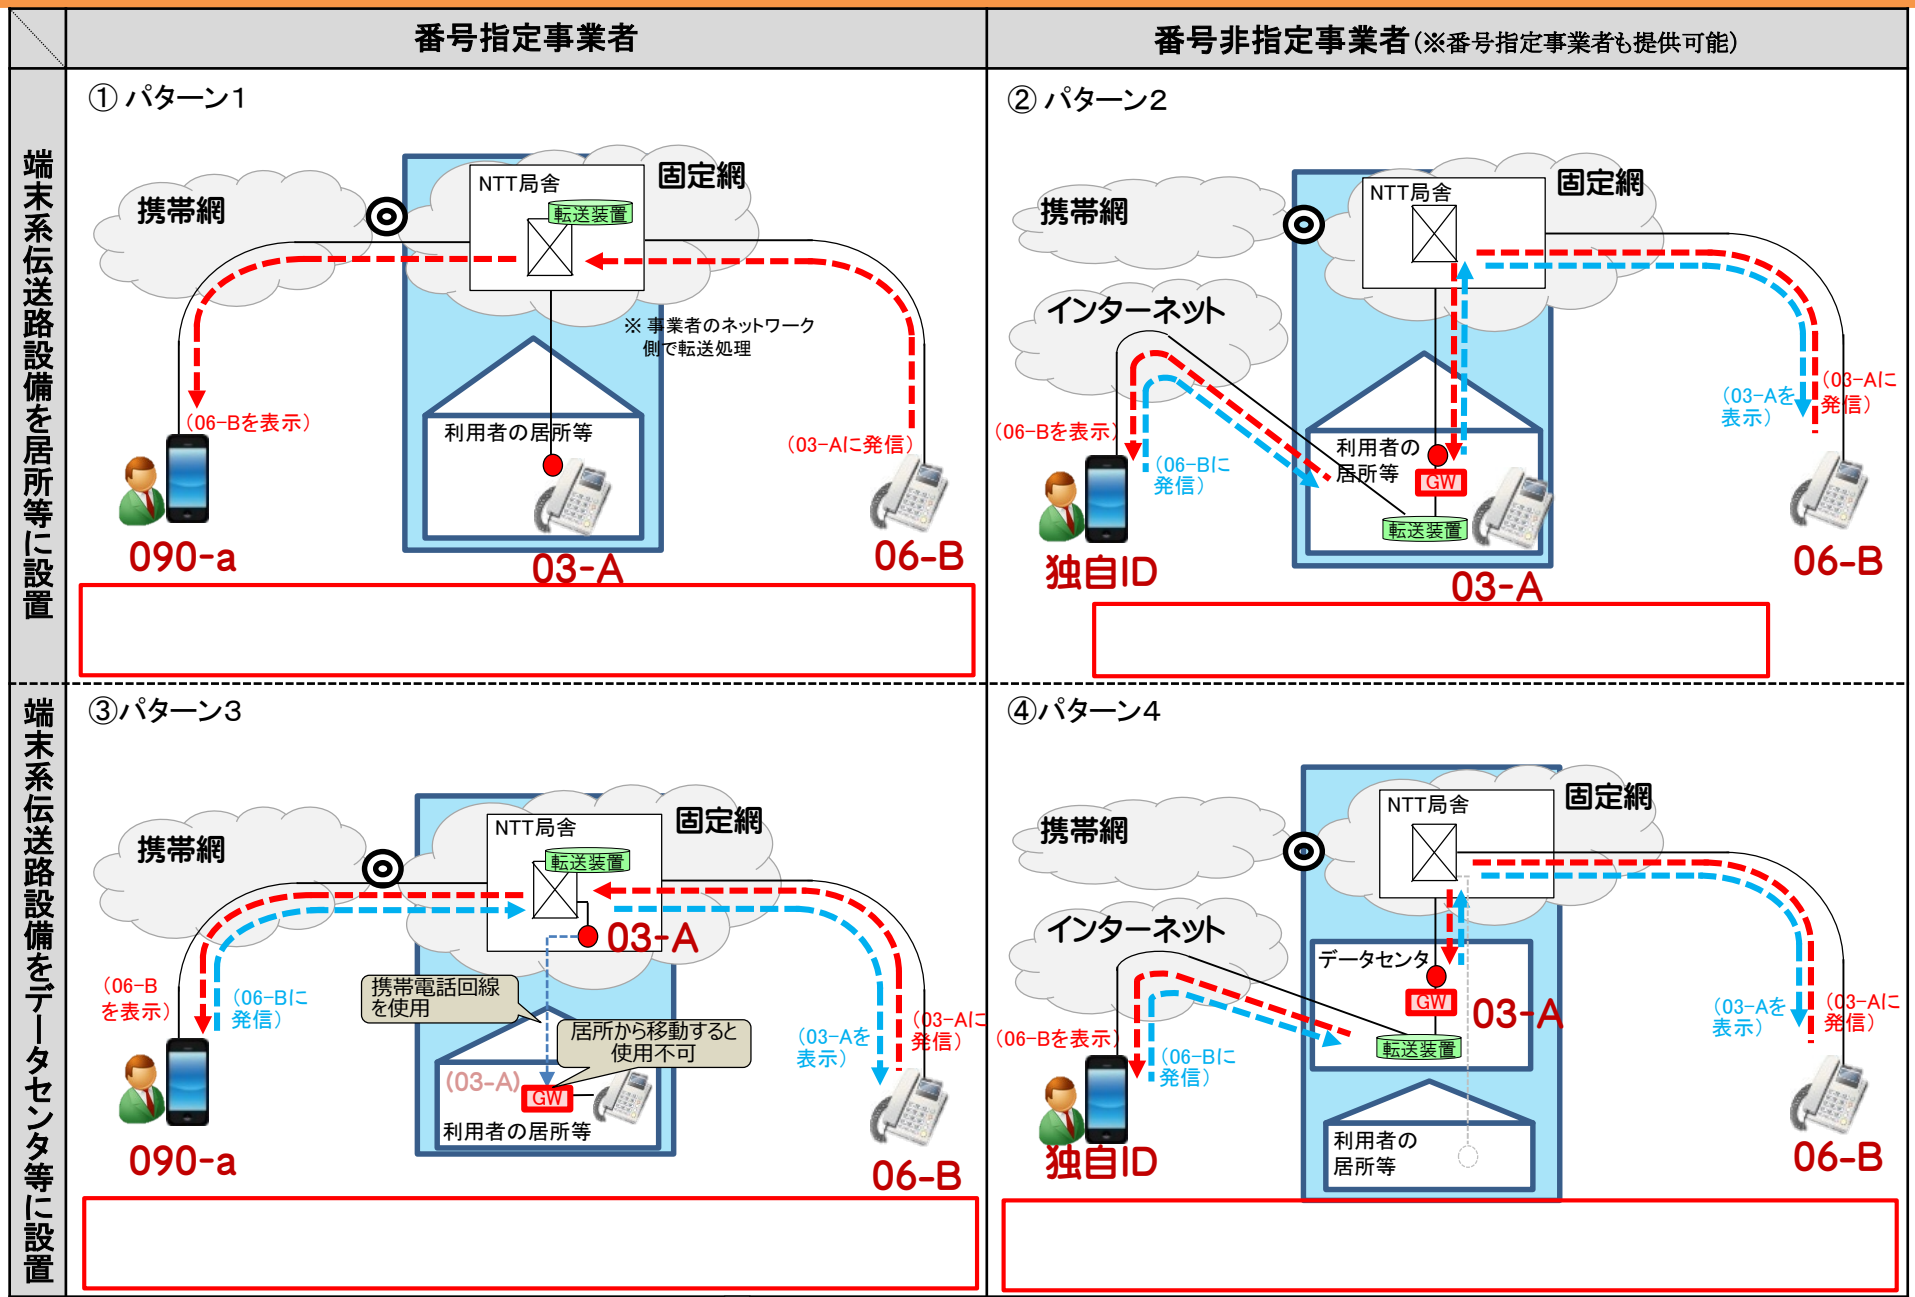 番号指定事業者
番号非指定事業者(※番号指定事業者も提供可能)
端末系伝送路設備を居所等に設置
① パターン1
携帯網
NTT局舎
固定網
転送装置
※ 事業者のネットワーク
側で転送処理
(06-Bを表示)
利用者の居所等
(03-Aに発信)
090-a
03-A
06-B
② パターン2
携帯網
NTT局舎
固定網
インターネット
(06-Bを表示)
(06-Bに
発信)
利用者の
居所等
GW
転送装置
(03-Aを
表示)
(03-Aに
発信)
独自ID
03-A
06-B
端末系伝送路設備をデータセンタ等に設置
③パターン3
携帯網
NTT局舎
固定網
転送装置
03-A
携帯電話回線
を使用
居所から移動すると
使用不可
(06-B
を表示)
(06-Bに
発信)
(03-Aを
表示)
(03-Aに
発信)
(03-A)
GW
利用者の居所等
090-a
06-B
④パターン4
携帯網
NTT局舎
固定網
インターネット
データセンタ
GW
03-A
転送装置
(06-Bを表示)
(06-Bに
発信)
(03-Aを
表示)
(03-Aに
発信)
利用者の
居所等
独自ID
06-B